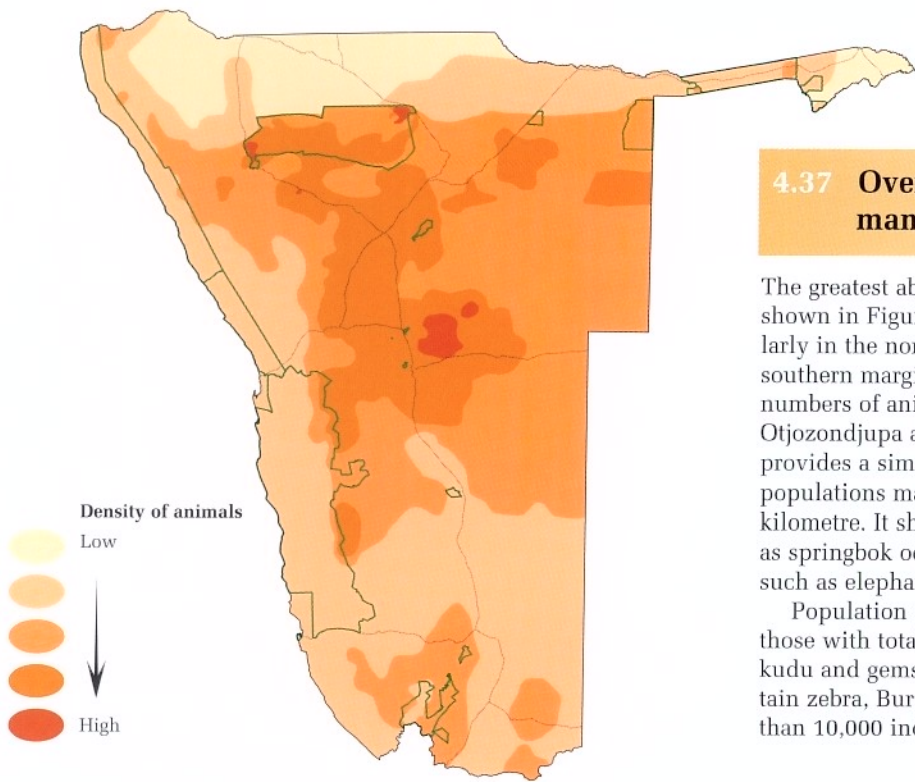 4.37 Ove
man
The greatest ab
shown in Figur
larly in the nor
southern margi
numbers of ani
Otjozondjupa a
provides a sim
populations ma
kilometre. It sh
as springbok oc
such as elepha
Population
those with tota
kudu and gems
tain zebra, Bur
than 10,000 inc
Density of animals
Low
High